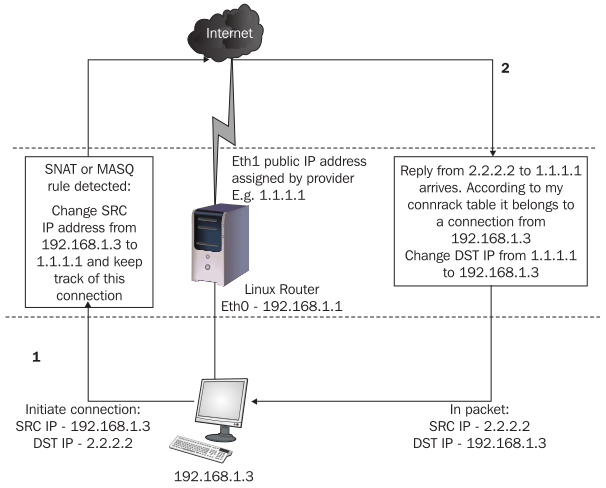 Internet
2
SNAT or MASQ
rule detected:
Change SRC
IP address from
192.168.1.3 to
1.1.1.1 and keep
track of this
connection
Eth1 public IP address
assigned by provider
E.g. 1.1.1.1
Reply from 2.2.2.2 to 1.1.1.1
arrives. According to my
connrack table it belongs to
a connection from
192.168.1.3
Change DST IP from 1.1.1.1
to 192.168.1.3
Linux Router
Eth0 - 192.168.1.1
1
Initiate connection:
SRC IP - 192.168.1.3
DST IP - 2.2.2.2
In packet:
SRC IP - 2.2.2.2
DST IP - 192.168.1.3
192.168.1.3